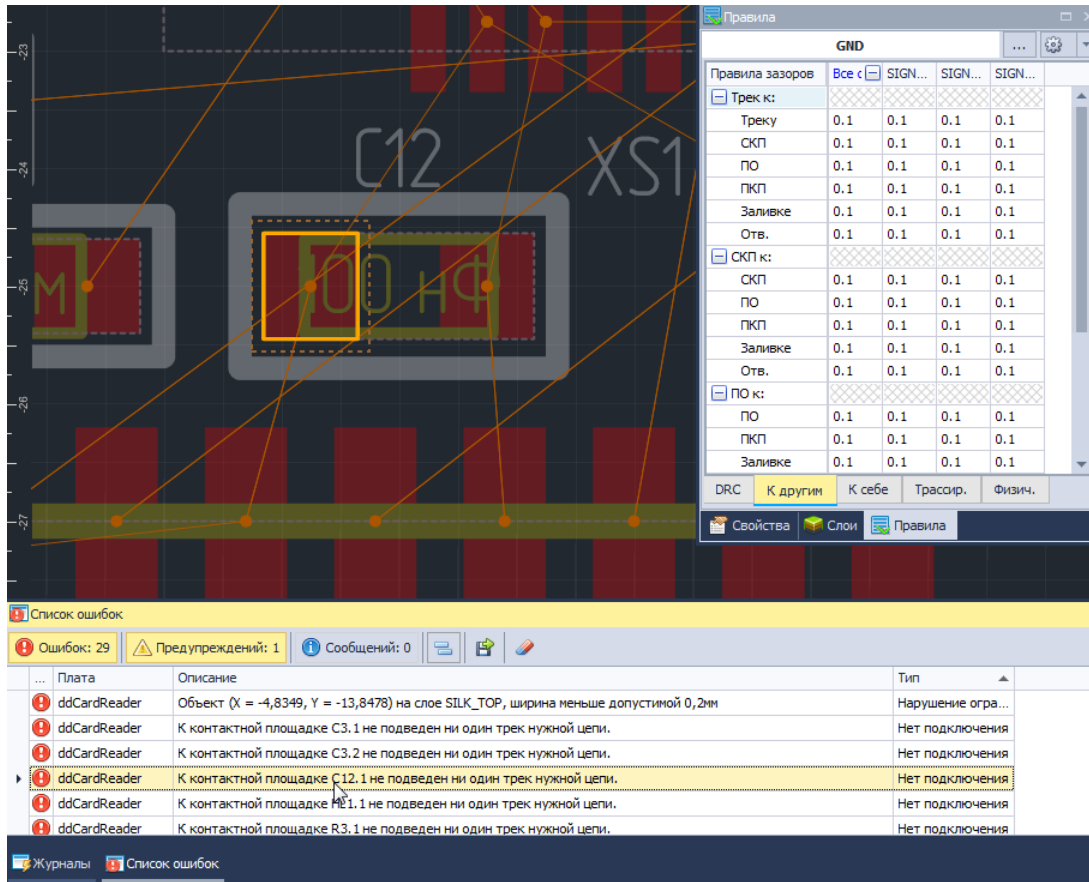 Правила
GND
...
Правила зазоров Все с SIGN... SIGN... SIGN...
Трек к:
Треку 0.1 0.1 0.1 0.1
СКП 0.1 0.1 0.1 0.1
ПО 0.1 0.1 0.1 0.1
ПКП 0.1 0.1 0.1 0.1
Заливке 0.1 0.1 0.1 0.1
Отв. 0.1 0.1 0.1 0.1
СКП к:
СКП 0.1 0.1 0.1 0.1
ПО 0.1 0.1 0.1 0.1
ПКП 0.1 0.1 0.1 0.1
Заливке 0.1 0.1 0.1 0.1
Отв. 0.1 0.1 0.1 0.1
ПО к:
ПО 0.1 0.1 0.1 0.1
ПКП 0.1 0.1 0.1 0.1
Заливке 0.1 0.1 0.1 0.1
DRC К другим К себе Трассир. Физич.
Свойства Слои Правила
-23
-24
-25
-26
-27
C12
XS1
М
100 нФ
Список ошибок
Ошибок: 29 Предупреждений: 1 Сообщений: 0
... Плата Описание Тип
ddCardReader Объект (X = -4,8349, Y = -13,8478) на слое SILK_TOP, ширина меньше допустимой 0,2мм Нарушение огра...
ddCardReader К контактной площадке C3.1 не подведен ни один трек нужной цепи. Нет подключения
ddCardReader К контактной площадке C3.2 не подведен ни один трек нужной цепи. Нет подключения
ddCardReader К контактной площадке C12.1 не подведен ни один трек нужной цепи. Нет подключения
ddCardReader К контактной площадке не подведен ни один трек нужной цепи. Нет подключения
ddCardReader К контактной площадке R3.1 не подведен ни один трек нужной цепи. Нет подключения
Журналы Список ошибок